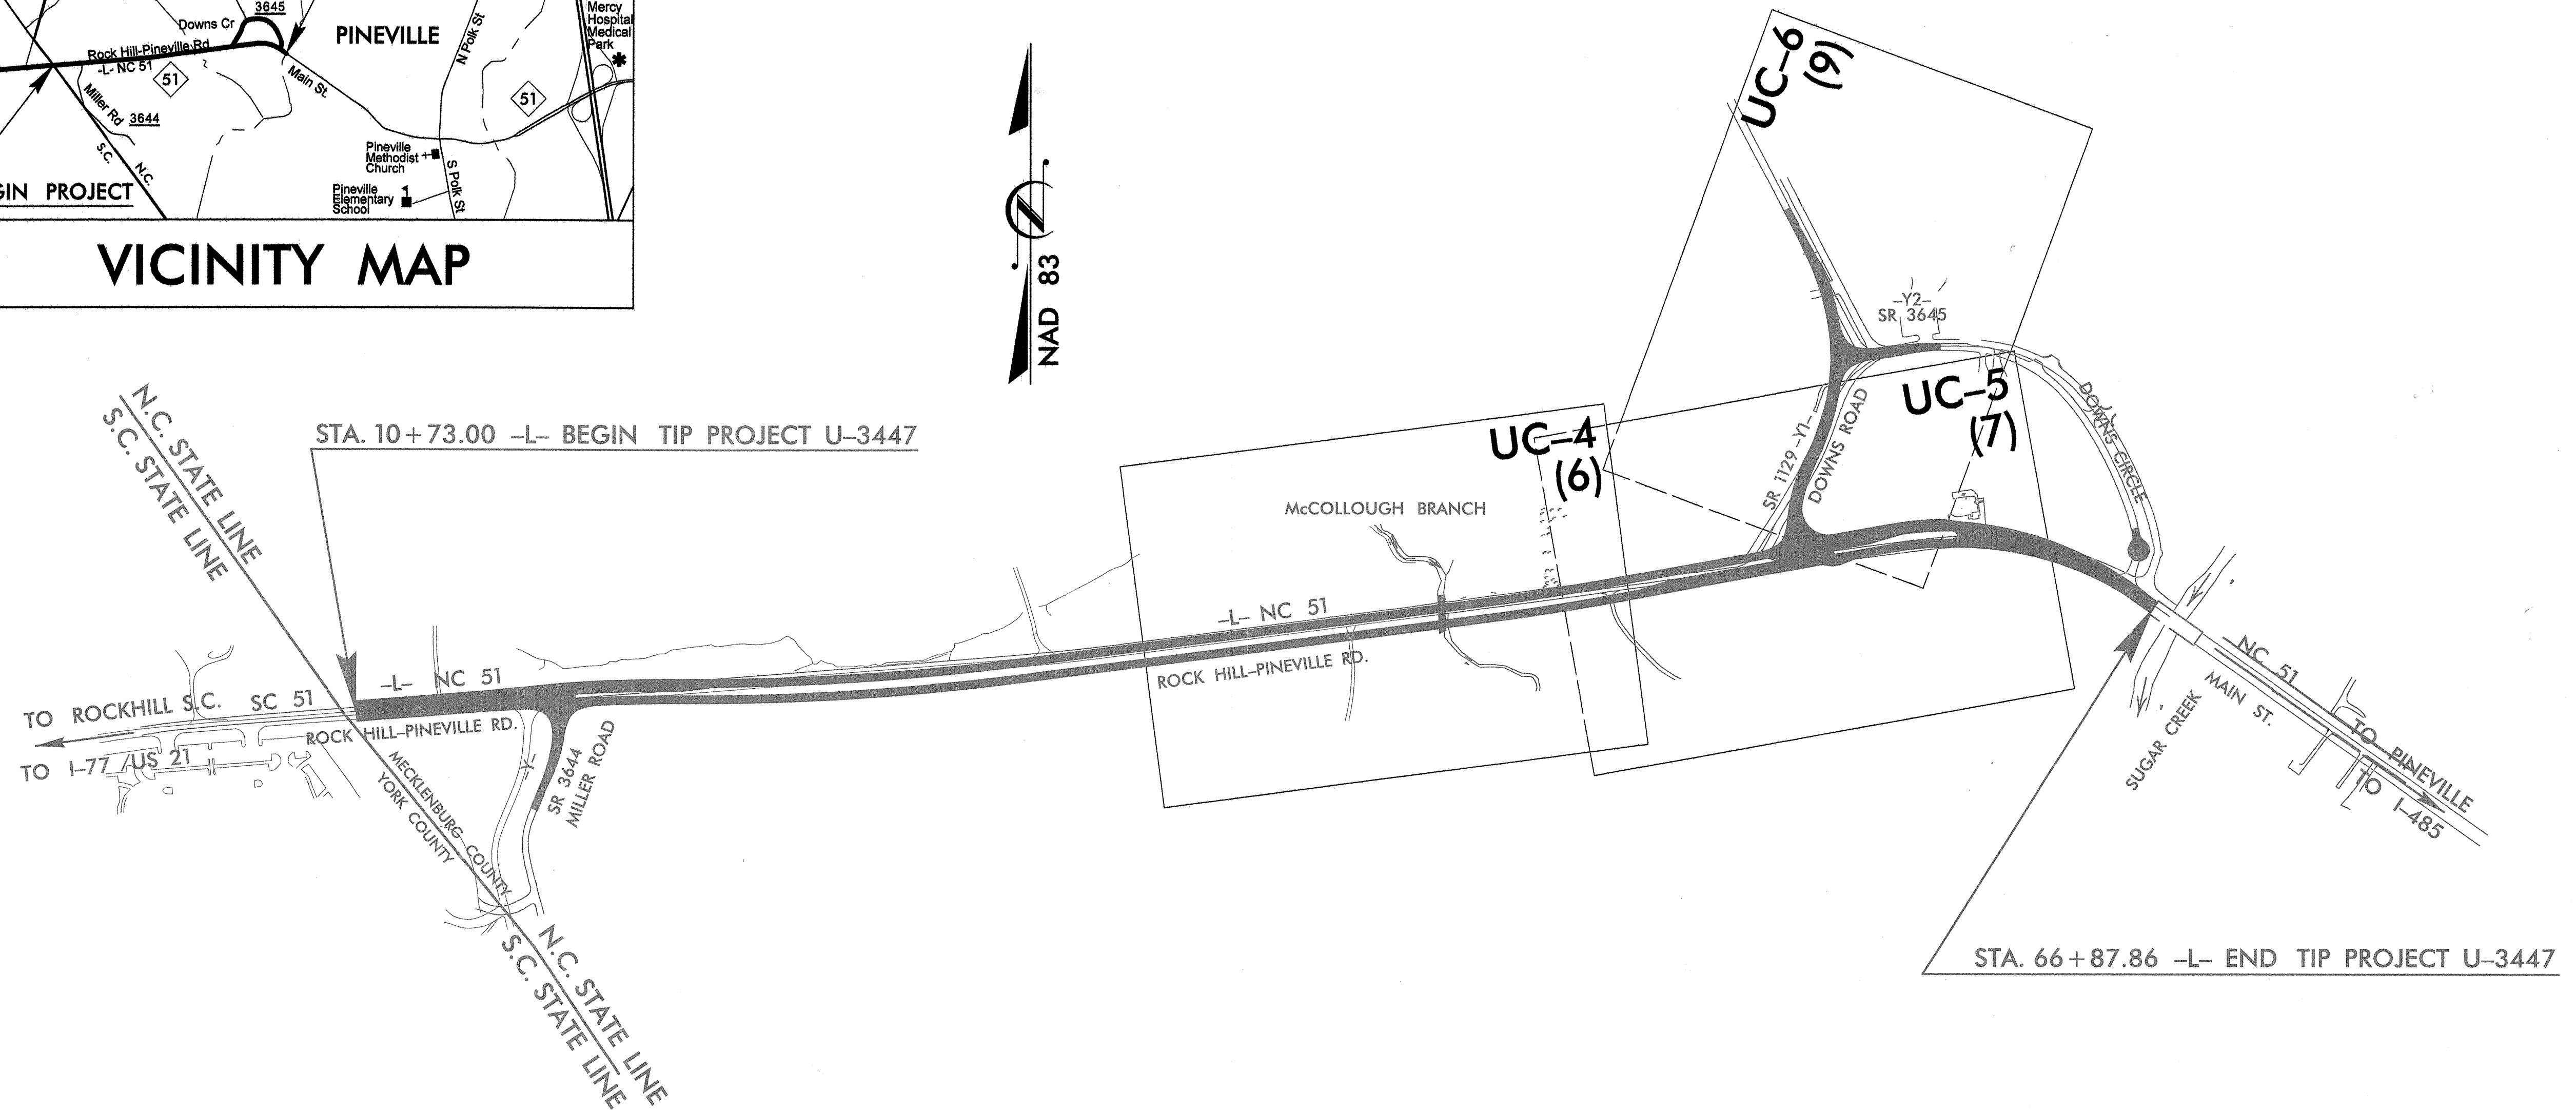 3645
Downs Cr
PINEVILLE
N Polk St
Mercy
Hospital
Medical
Park
Rock Hill-Pineville Rd
-L- NC 51
51
Main St.
51
Miller Rd
3644
S.C.
N.C.
Pineville
Methodist
Church
S Polk St
Pineville
Elementary
School
GIN PROJECT
VICINITY MAP
NAD 83
UC-6
(9)
-Y2-
SR 3645
UC-5
(7)
UC-4
(6)
SR 1129 -Y1-
DOWNS ROAD
DOWNS CIRCLE
N.C. STATE LINE
S.C. STATE LINE
STA. 10+73.00 -L- BEGIN TIP PROJECT U-3447
McCOLLOUGH BRANCH
-L- NC 51
ROCK HILL-PINEVILLE RD.
-L- NC 51
ROCK HILL-PINEVILLE RD.
TO ROCKHILL S.C.
SC 51
TO I-77 /US 21
MECKLENBURG COUNTY
YORK COUNTY
-Y-
SR 3644
MILLER ROAD
NC 51
MAIN ST.
SUGAR CREEK
TO PINEVILLE
TO I-485
N.C. STATE LINE
S.C. STATE LINE
STA. 66+87.86 -L- END TIP PROJECT U-3447